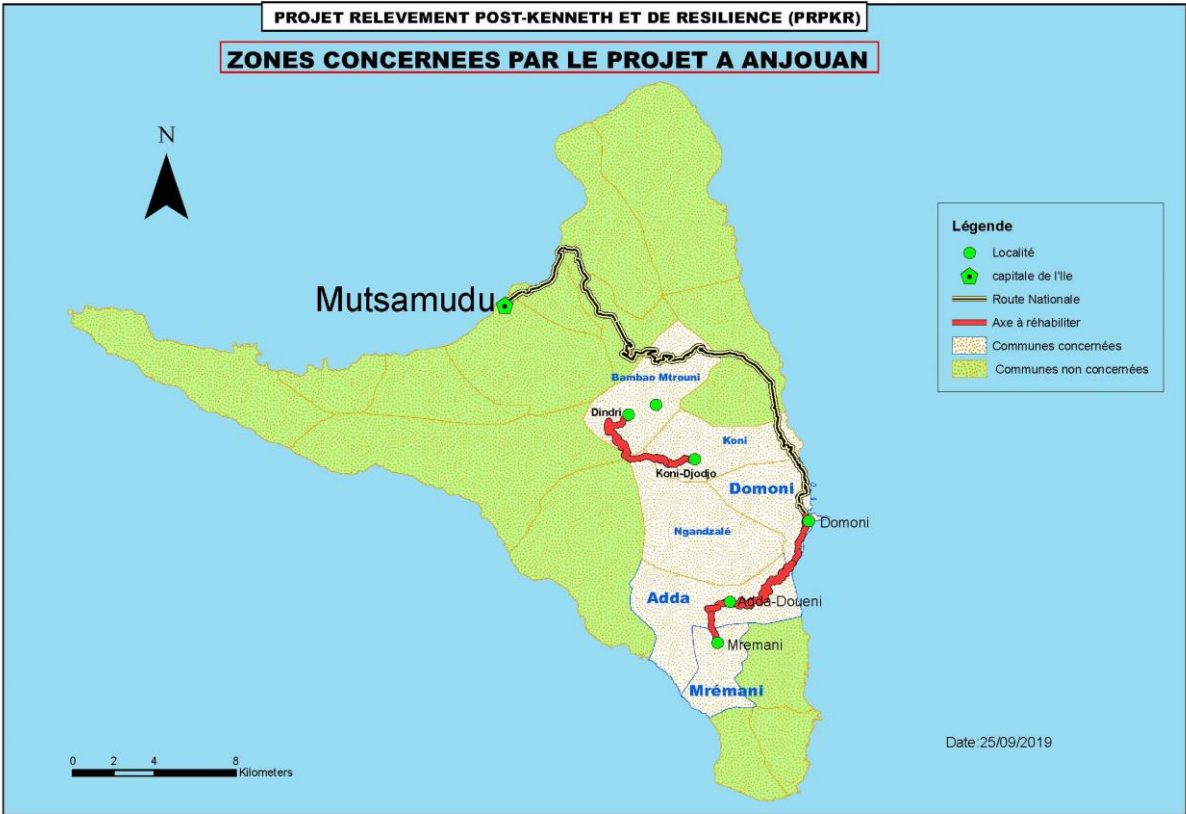 PROJET RELEVEMENT POST-KENNETH ET DE RESILIENCE (PRPKR)
ZONES CONCERNEES PAR LE PROJET A ANJOUAN
N
Mutsamudu
Légende
Localité
capitale de l'Ile
Route Nationale
Axe à réhabiliter
Communes concernées
Communes non concernées
Bambao Mtrouni
Dindri
Koni
Koni-Djodjo
Domoni
Domoni
Ngandzalé
Adda
Adda-Doueni
Mremani
Mrémani
Date:25/09/2019
0 2 4 8
Kilometers